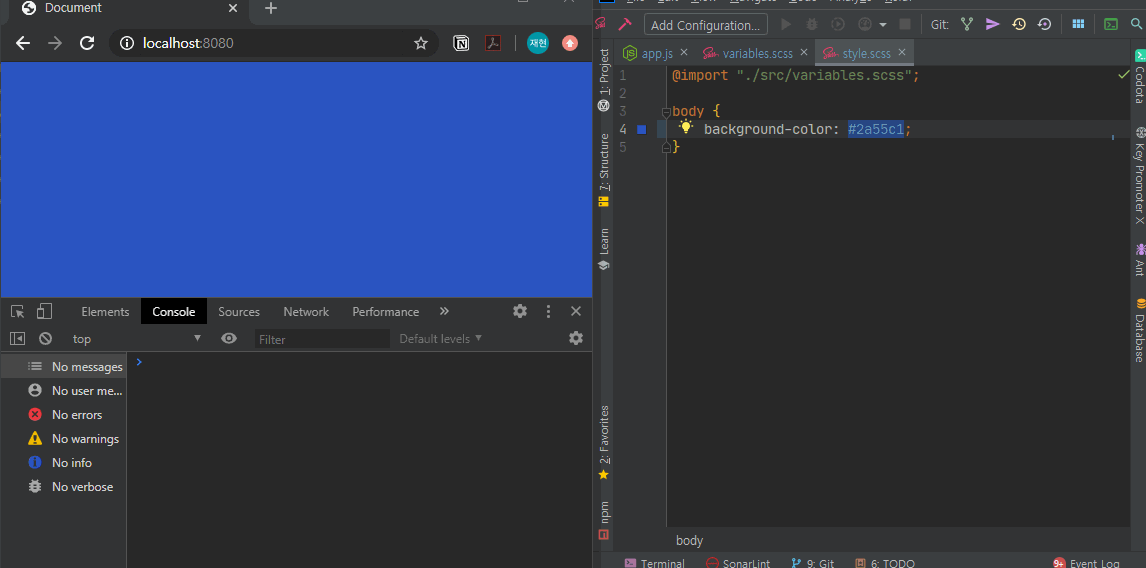 Document
localhost:8080
재현
Elements
Console
Sources
Network
Performance
top
Filter
Default levels
No messages
No user me...
No errors
No warnings
No info
No verbose
Add Configuration...
Git:
app.js
variables.scss
style.scss
1 @import "./src/variables.scss";
2
3 body {
4 background-color: #2a55c1;
5 }
body
1: Project
7: Structure
Learn
2: Favorites
npm
Codota
Key Promoter X
Ant
Database
Terminal
SonarLint
9: Git
6: TODO
9+ Event Log